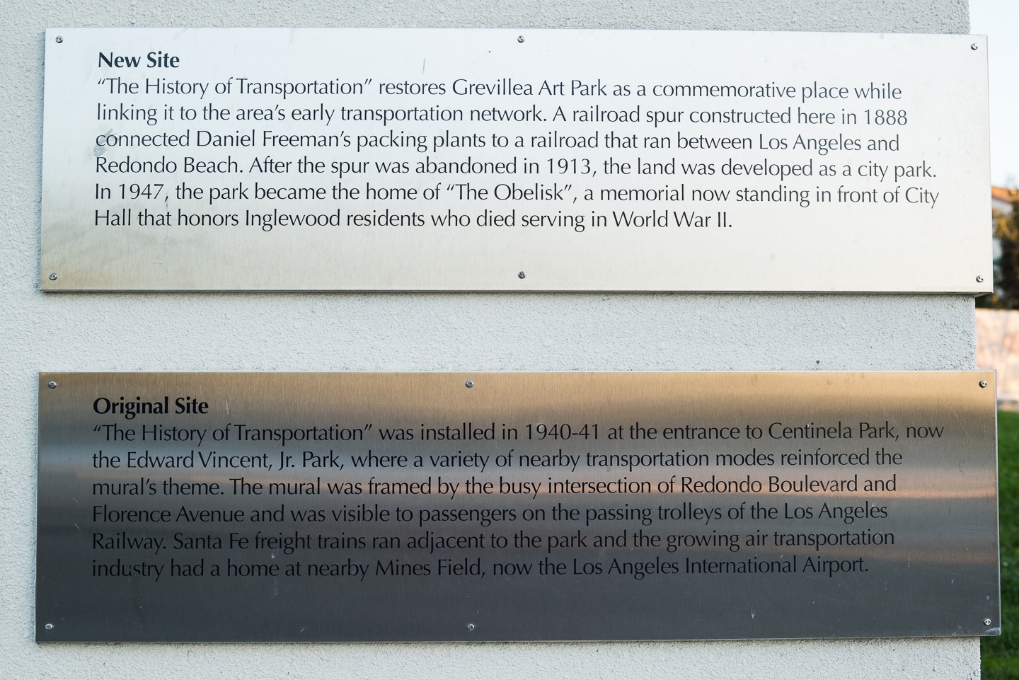 New Site
“The History of Transportation” restores Grevillea Art Park as a commemorative place while
linking it to the area’s early transportation network. A railroad spur constructed here in 1888
connected Daniel Freeman’s packing plants to a railroad that ran between Los Angeles and
Redondo Beach. After the spur was abandoned in 1913, the land was developed as a city park.
In 1947, the park became the home of “The Obelisk”, a memorial now standing in front of City
Hall that honors Inglewood residents who died serving in World War II.
Original Site
“The History of Transportation” was installed in 1940-41 at the entrance to Centinela Park, now
the Edward Vincent, Jr. Park, where a variety of nearby transportation modes reinforced the
mural’s theme. The mural was framed by the busy intersection of Redondo Boulevard and
Florence Avenue and was visible to passengers on the passing trolleys of the Los Angeles
Railway. Santa Fe freight trains ran adjacent to the park and the growing air transportation
industry had a home at nearby Mines Field, now the Los Angeles International Airport.